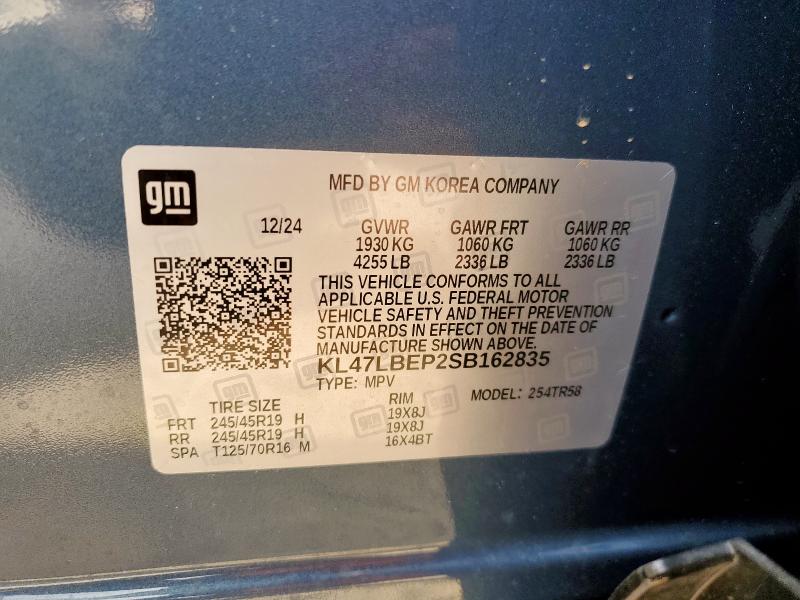 gm
MFD BY GM KOREA COMPANY
12/24 GVWR GAWR FRT GAWR RR
1930 KG 1060 KG 1060 KG
4255 LB 2336 LB 2336 LB
THIS VEHICLE CONFORMS TO ALL
APPLICABLE U.S. FEDERAL MOTOR
VEHICLE SAFETY AND THEFT PREVENTION
STANDARDS IN EFFECT ON THE DATE OF
MANUFACTURE SHOWN ABOVE.
KL47LBEP2SB162835
TYPE: MPV MODEL: 254TR58
TIRE SIZE RIM
FRT 245/45R19 H 19X8J
RR 245/45R19 H 19X8J
SPA T125/70R16 M 16X4BT